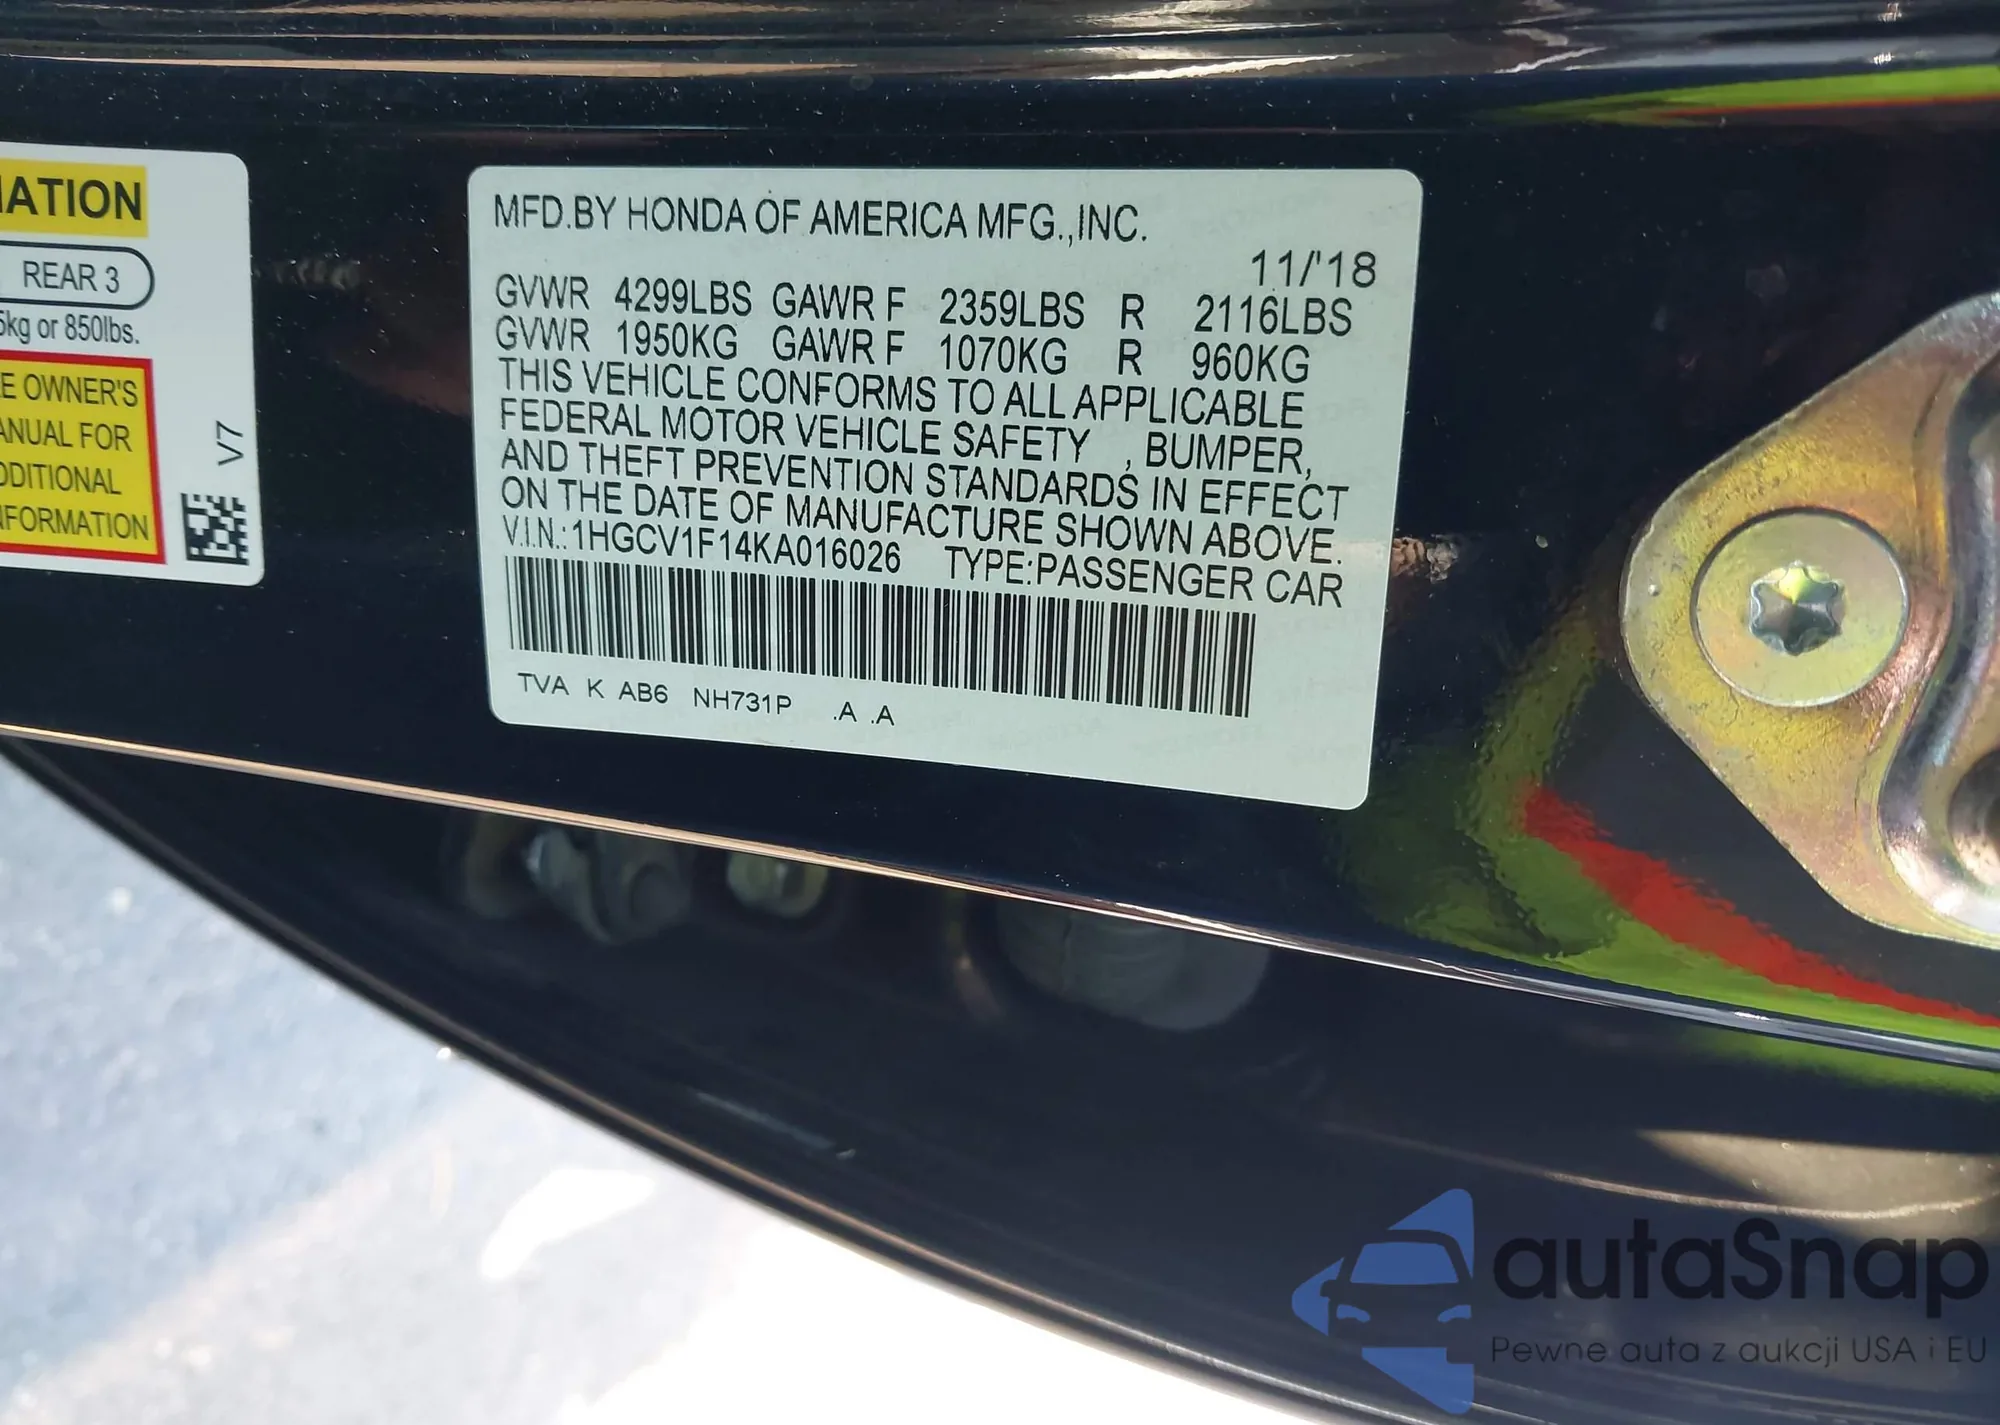 MATION
REAR 3
5kg or 850lbs.
E OWNER'S
ANUAL FOR
DDITIONAL
NFORMATION
V7
MFD.BY HONDA OF AMERICA MFG.,INC.
11/'18
GVWR 4299LBS GAWR F 2359LBS R 2116LBS
GVWR 1950KG GAWR F 1070KG R 960KG
THIS VEHICLE CONFORMS TO ALL APPLICABLE
FEDERAL MOTOR VEHICLE SAFETY , BUMPER,
AND THEFT PREVENTION STANDARDS IN EFFECT
ON THE DATE OF MANUFACTURE SHOWN ABOVE.
V.I.N.: 1HGCV1F14KA016026 TYPE:PASSENGER CAR
TVA K AB6 NH731P .A .A
autaSnap
Pewne auta z aukcji USA i EU